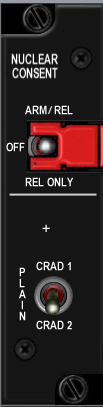 NUCLEAR
CONSENT
ARM/REL
OFF
REL ONLY
+
CRAD 1
PLAIN
CRAD 2